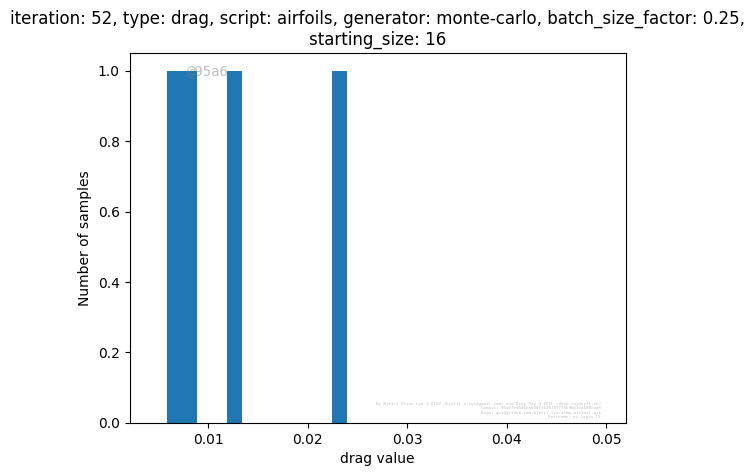 iteration: 52, type: drag, script: airfoils, generator: monte-carlo, batch_size_factor: 0.25,
starting_size: 16
@95a6
1.0
0.8
0.6
0.4
0.2
0.0
Number of samples
0.01
0.02
0.03
0.04
0.05
drag value